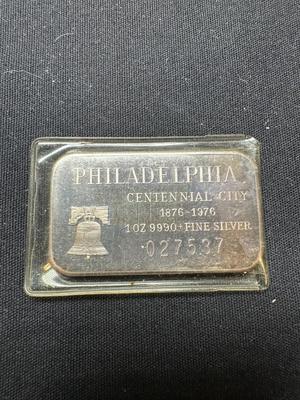 PHILADELPHIA
CENTENNIAL CITY
1876-1976
1 OZ 9990+ FINE SILVER
027537